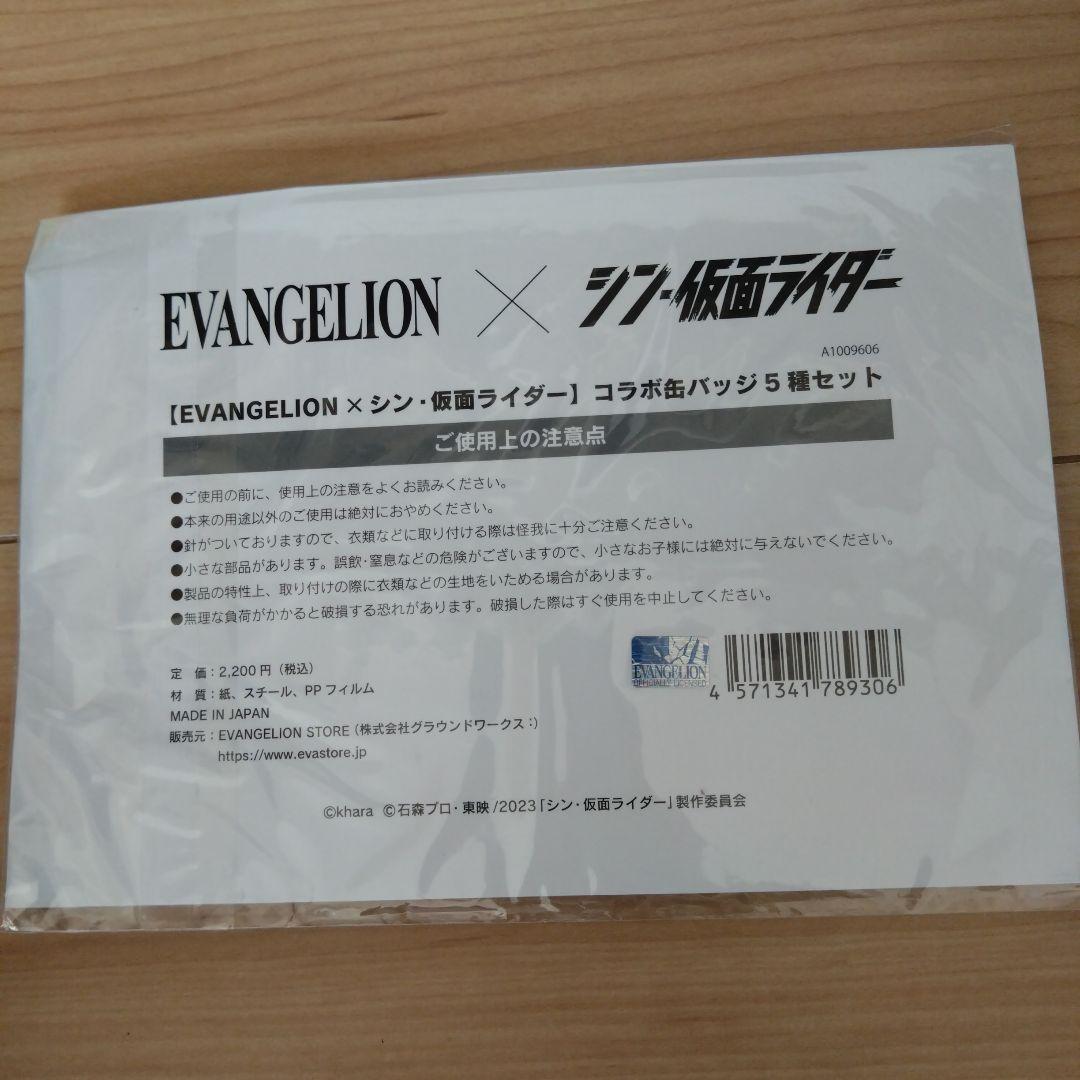 EVANGELION × シン・仮面ライダー
A1009606
【EVANGELION × シン・仮面ライダー】コラボ缶バッジ5種セット
ご使用上の注意点
●ご使用の前に、使用上の注意をよくお読みください。
●本来の用途以外のご使用は絶対におやめください。
●針がついておりますので、衣類などに取り付ける際は怪我に十分ご注意ください。
●小さな部品があります。誤飲・窒息などの危険がございますので、小さなお子様には絶対に与えないでください。
●製品の特性上、取り付けの際に衣類などの生地をいためる場合があります。
●無理な負荷がかかると破損する恐れがあります。破損した際はすぐ使用を中止してください。
定　価：2,200円（税込）
材　質：紙、スチール、PPフィルム
MADE IN JAPAN
販売元：EVANGELION STORE（株式会社グラウンドワークス：）
https://www.evastore.jp
EVANGELION
OFFICIALLY LICENSED
4 571341 789306
©khara ©石森プロ・東映/2023「シン・仮面ライダー」製作委員会